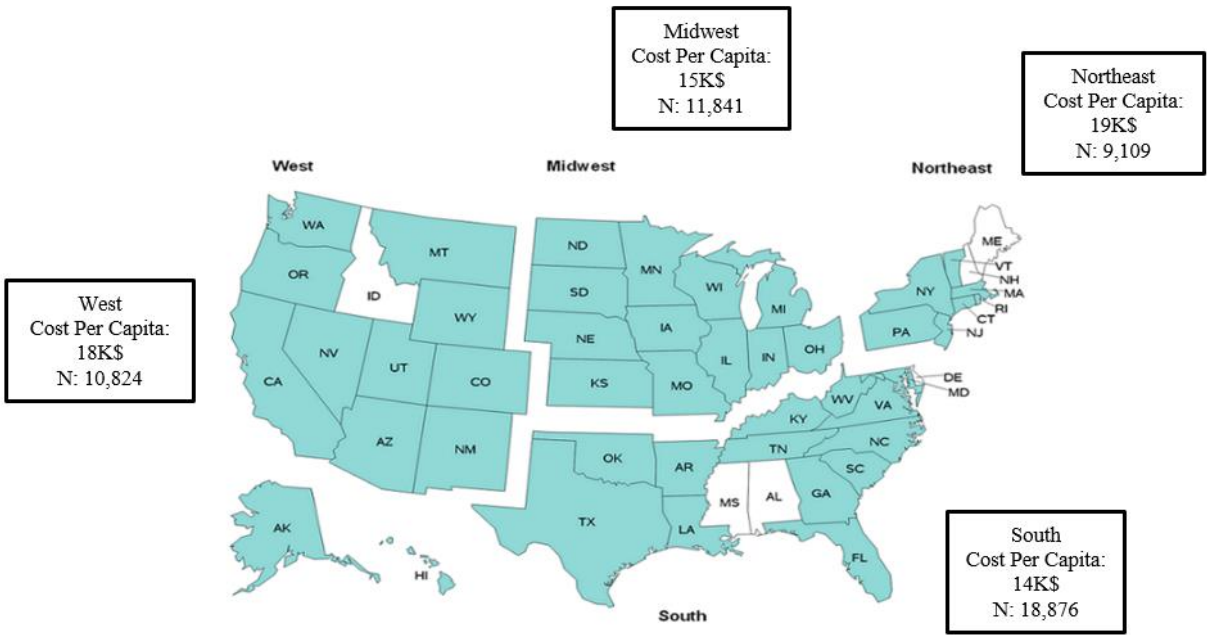 Midwest
Cost Per Capita:
15K$
N: 11,841
Northeast
Cost Per Capita:
19K$
N: 9,109
West
Midwest
Northeast
WA
MT
ND
MN
ME
VT
NH
MA
RI
CT
NJ
OR
ID
SD
WI
MI
NY
PA
West
Cost Per Capita:
18K$
N: 10,824
WY
NE
IA
IL
IN
OH
NV
UT
CO
KS
MO
CA
DE
MD
WV
VA
KY
AZ
NM
OK
AR
TN
NC
SC
MS
AL
GA
TX
LA
FL
AK
HI
South
Cost Per Capita:
14K$
N: 18,876
South